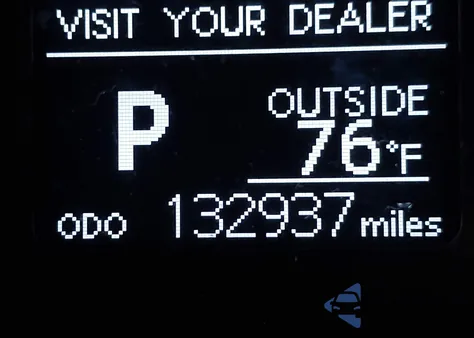 VISIT YOUR DEALER
P
OUTSIDE
76°F
ODO 132937 miles